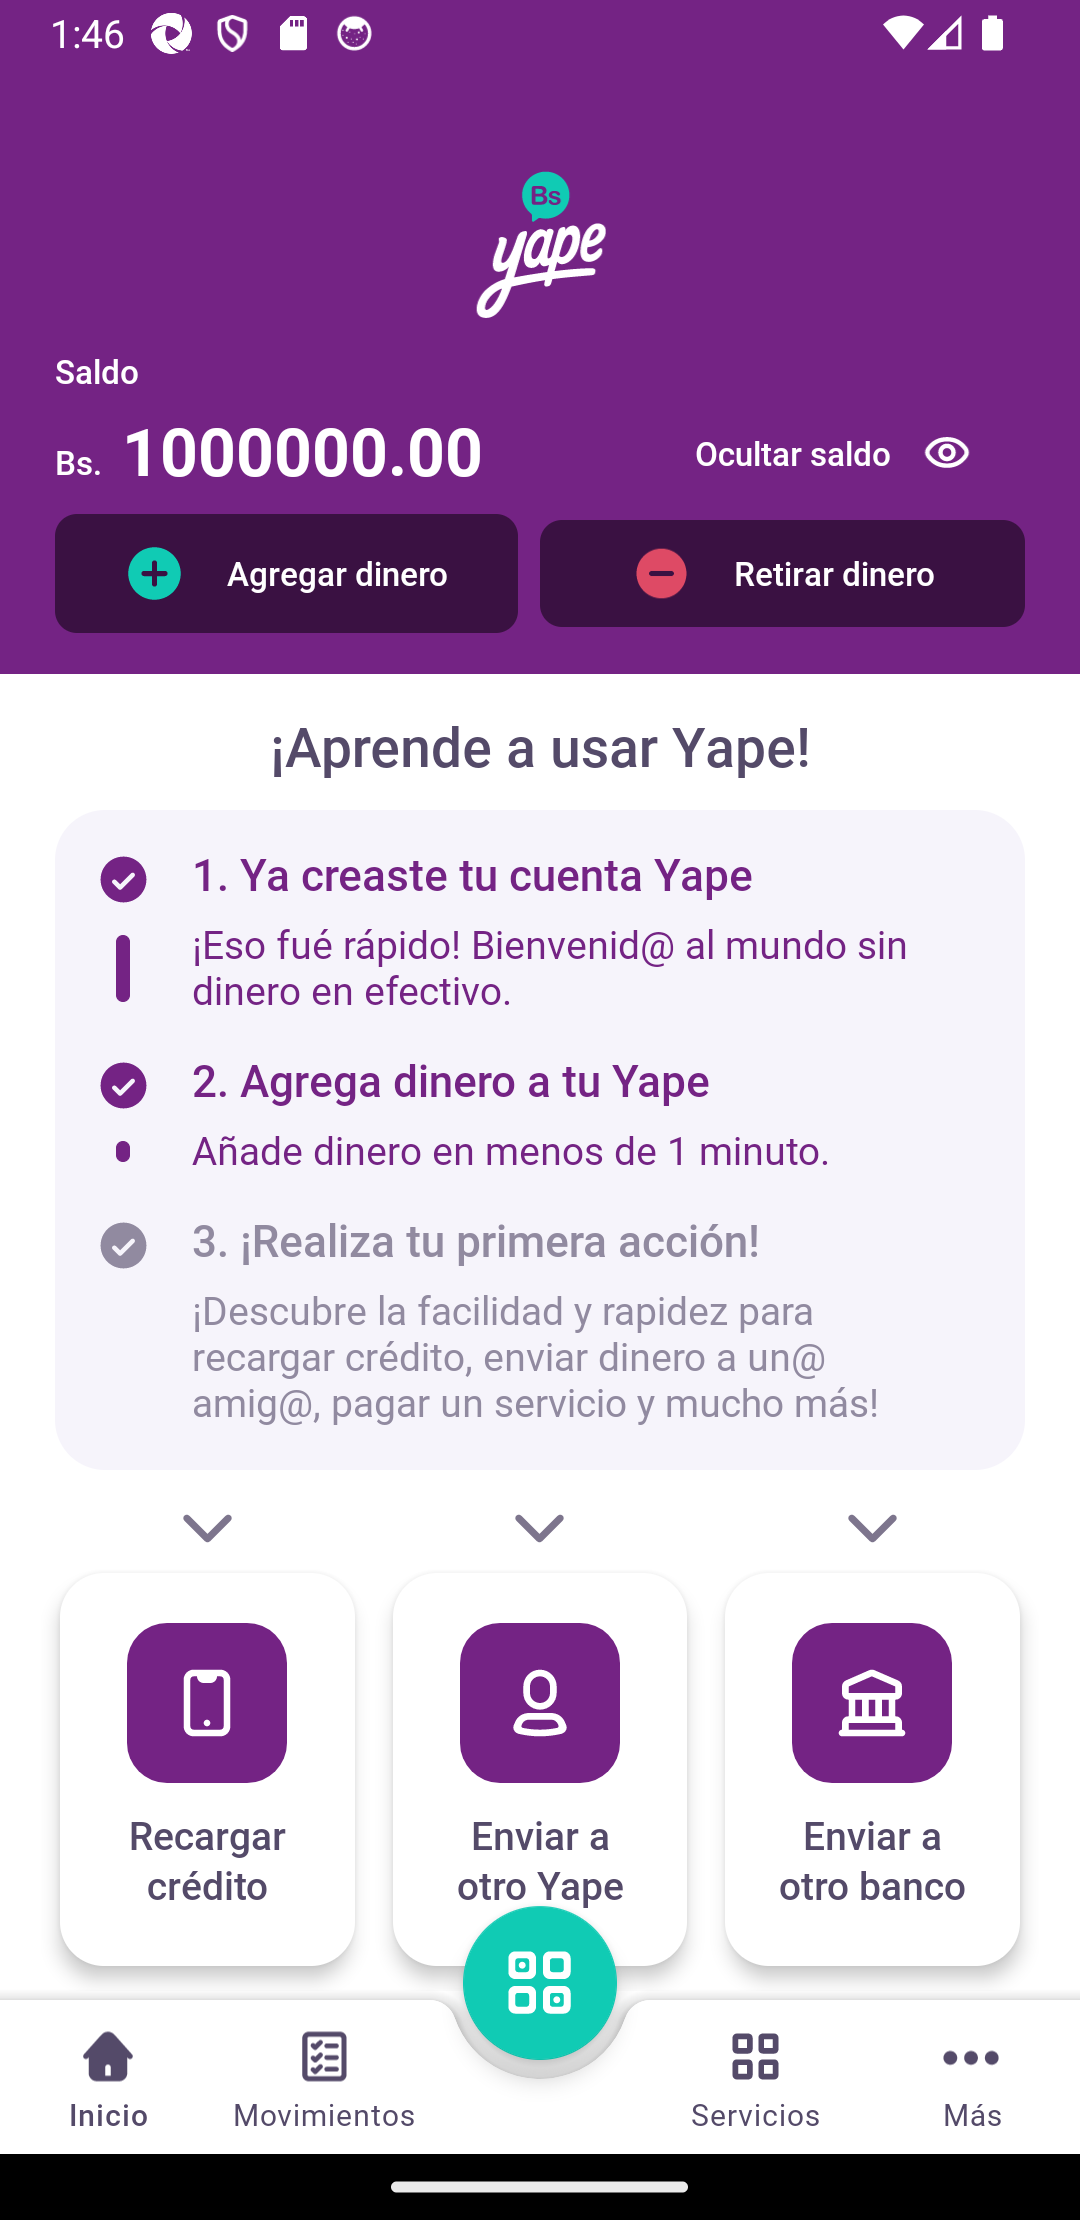 1:46
Bs
yape
Saldo
Bs. 1000000.00
Ocultar saldo
Agregar dinero
Retirar dinero
¡Aprende a usar Yape!
1. Ya creaste tu cuenta Yape
¡Eso fué rápido! Bienvenid@ al mundo sin
dinero en efectivo.
2. Agrega dinero a tu Yape
Añade dinero en menos de 1 minuto.
3. ¡Realiza tu primera acción!
¡Descubre la facilidad y rapidez para
recargar crédito, enviar dinero a un@
amig@, pagar un servicio y mucho más!
Recargar
crédito
Enviar a
otro Yape
Enviar a
otro banco
Inicio
Movimientos
Servicios
Más